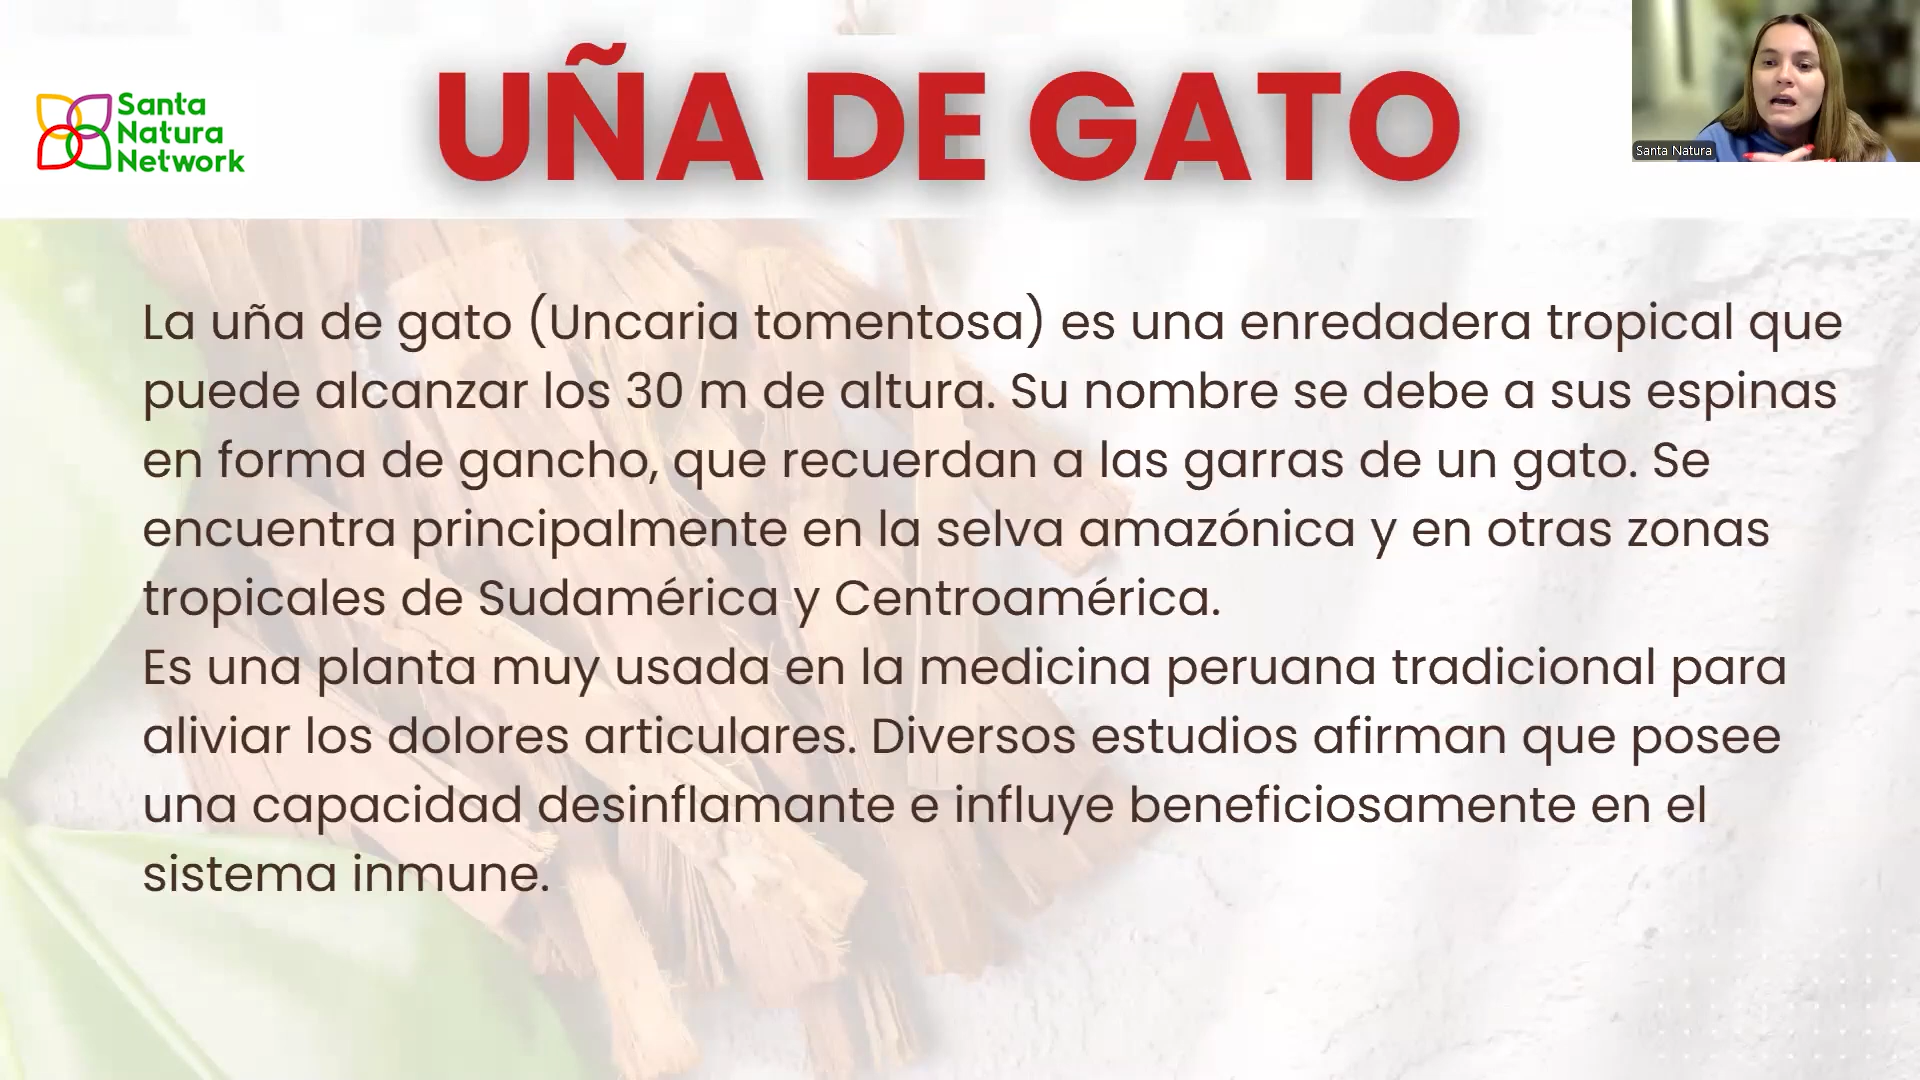 UÑA DE GATO
Santa
Natura
Network
Santa Natura
La uña de gato (Uncaria tomentosa) es una enredadera tropical que
puede alcanzar los 30 m de altura. Su nombre se debe a sus espinas
en forma de gancho, que recuerdan a las garras de un gato. Se
encuentra principalmente en la selva amazónica y en otras zonas
tropicales de Sudamérica y Centroamérica.
Es una planta muy usada en la medicina peruana tradicional para
aliviar los dolores articulares. Diversos estudios afirman que posee
una capacidad desinflamante e influye beneficiosamente en el
sistema inmune.